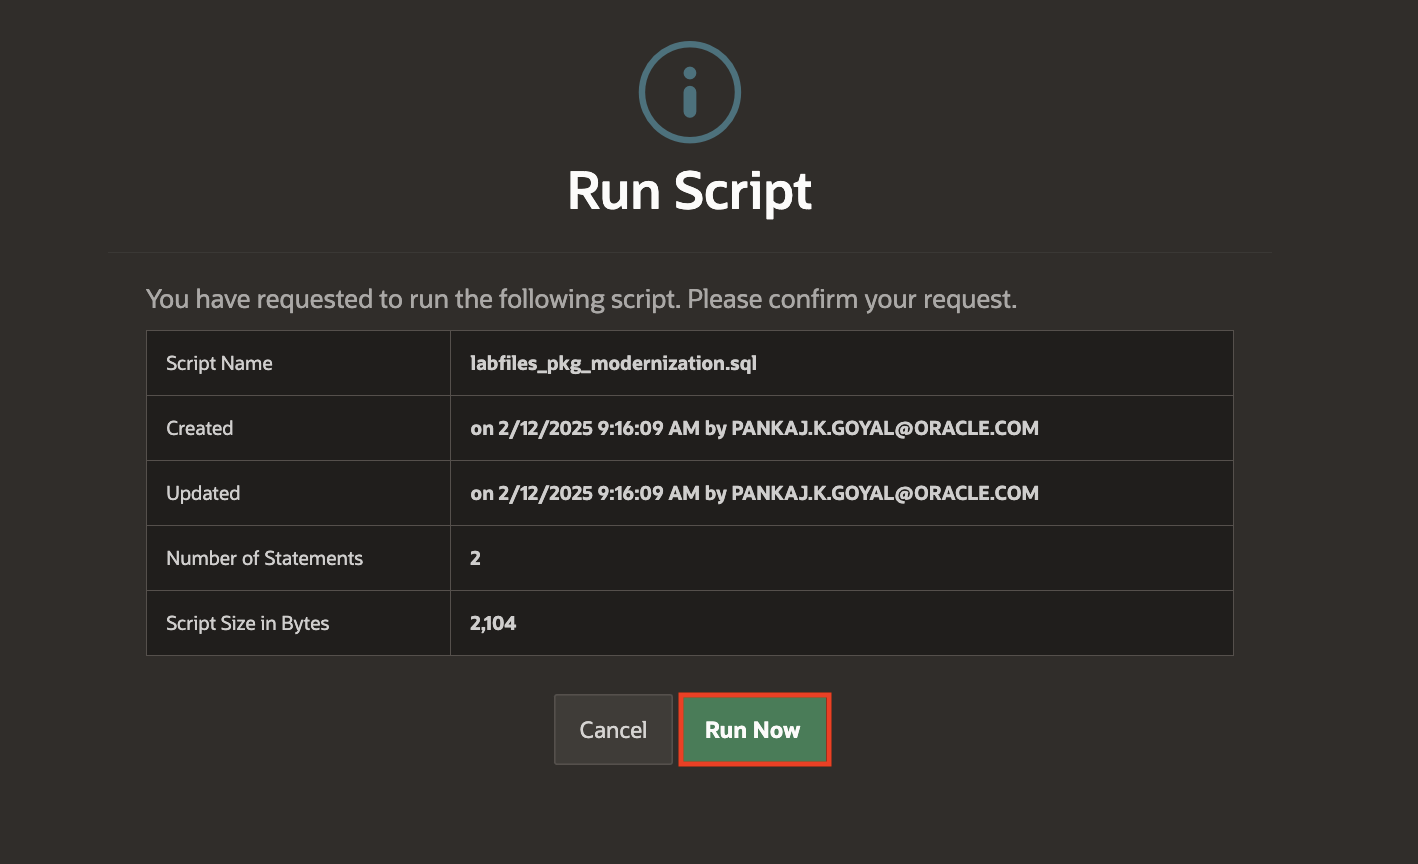 Run Script
You have requested to run the following script. Please confirm your request.
Script Name labfiles_pkg_modernization.sql
Created on 2/12/2025 9:16:09 AM by PANKAJ.K.GOYAL@ORACLE.COM
Updated on 2/12/2025 9:16:09 AM by PANKAJ.K.GOYAL@ORACLE.COM
Number of Statements 2
Script Size in Bytes 2,104
Cancel Run Now